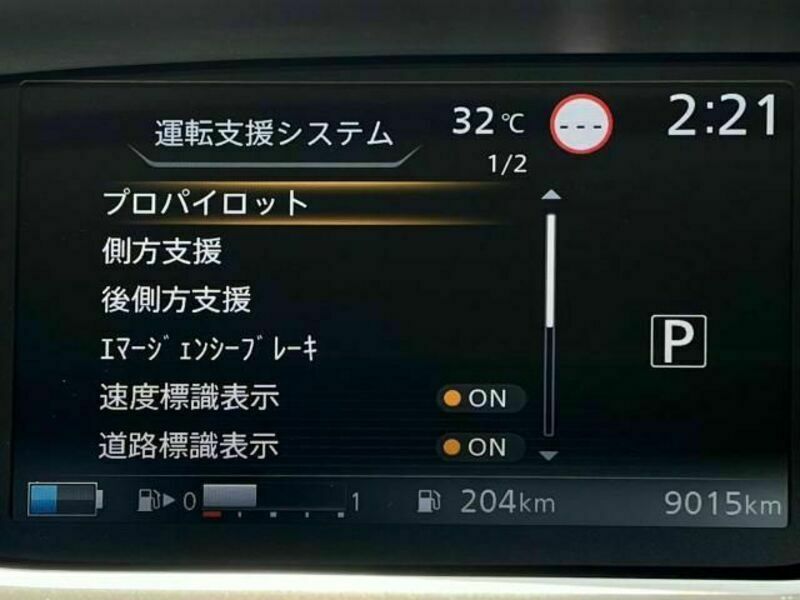 運転支援システム 32℃ --- 2:21
1/2
プロパイロット
側方支援
後側方支援
ｴﾏｰｼﾞｪﾝｼｰﾌﾞﾚｰｷ
P
速度標識表示 ON
道路標識表示 ON
0 1 204km 9015km